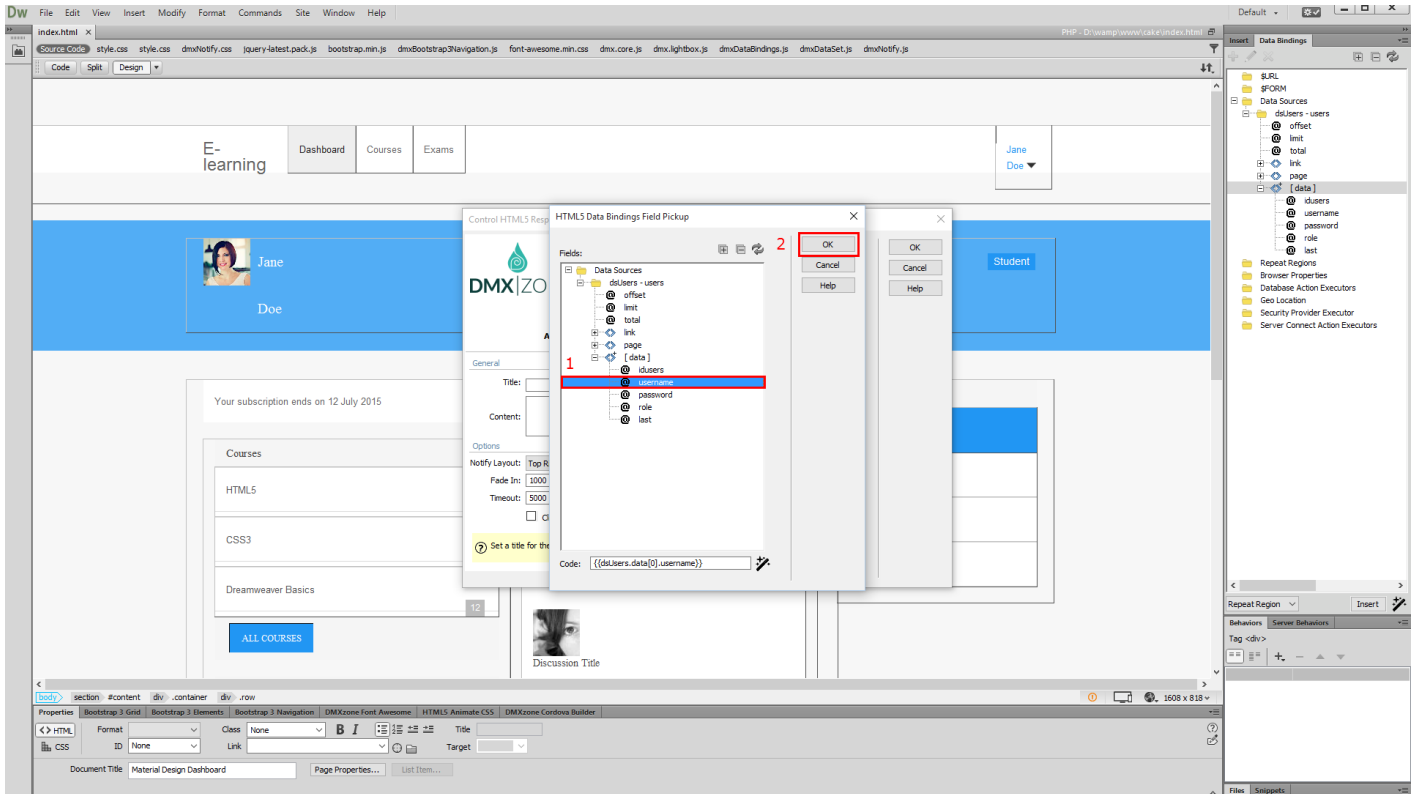 DW File Edit View Insert Modify Format Commands Site Window Help Default
index.html × PHP - D:\wamp\www\cake\index.html
Source Code style.css style.css dmxNotify.css jquery-latest.pack.js bootstrap.min.js dmxBootstrap3Navigation.js font-awesome.min.css dmx.core.js dmx.lightbox.js dmxDataBindings.js dmxDataSet.js dmxNotify.js
Code Split Design
E-learning
Dashboard Courses Exams
Jane
Doe
Jane
Doe
Student
Your subscription ends on 12 July 2015
Courses
HTML5
CSS3
Dreamweaver Basics
12
ALL COURSES
Discussion Title
Control HTML5 Resp
DMX|ZO
A
General
Title:
Content:
Options
Notify Layout: Top R
Fade In: 1000
Timeout: 5000
Cl
Set a title for the
OK
Cancel
Help
HTML5 Data Bindings Field Pickup
Fields:
2
OK
Cancel
Help
Data Sources
dsUsers - users
@ offset
@ limit
@ total
link
page
[ data ]
1
@ idusers
@ username
@ password
@ role
@ last
Code: {{dsUsers.data[0].username}}
Insert Data Bindings
$URL
$FORM
Data Sources
dsUsers - users
@ offset
@ limit
@ total
link
page
[ data ]
@ idusers
@ username
@ password
@ role
@ last
Repeat Regions
Browser Properties
Database Action Executors
Geo Location
Security Provider Executor
Server Connect Action Executors
Repeat Region Insert
Behaviors Server Behaviors
Tag <div>
Files Snippets
body section #content div .container div .row 1608 x 818
Properties Bootstrap 3 Grid Bootstrap 3 Elements Bootstrap 3 Navigation DMXzone Font Awesome HTML5 Animate CSS DMXzone Cordova Builder
<> HTML Format Class None B I Title
CSS ID None Link Target
Document Title Material Design Dashboard Page Properties... List Item...